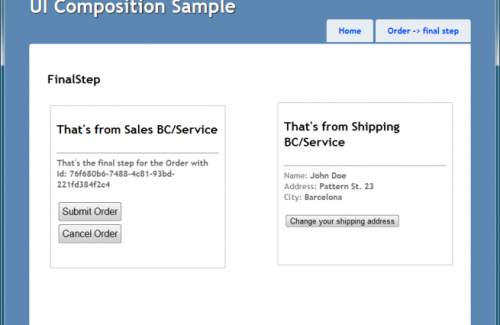 UI Composition Sample
Home
Order -> final step
FinalStep
That's from Sales BC/Service
That's the final step for the Order with
Id: 76f680b6-7488-4c81-93bd-
221fd384f2c4
Submit Order
Cancel Order
That's from Shipping
BC/Service
Name: John Doe
Address: Pattern St. 23
City: Barcelona
Change your shipping address